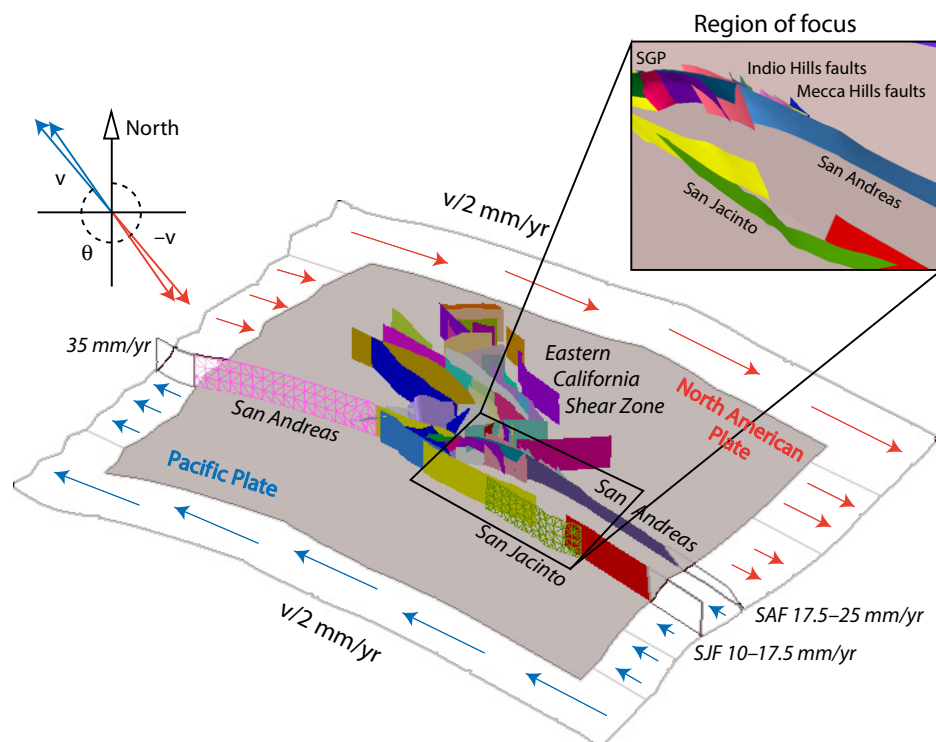 Region of focus
SGP
Indio Hills faults
Mecca Hills faults
San Andreas
San Jacinto
North
v
–v
θ
v/2 mm/yr
35 mm/yr
San Andreas
Eastern
California
Shear Zone
North American
Plate
Pacific Plate
San Andreas
San Jacinto
v/2 mm/yr
SAF 17.5–25 mm/yr
SJF 10–17.5 mm/yr